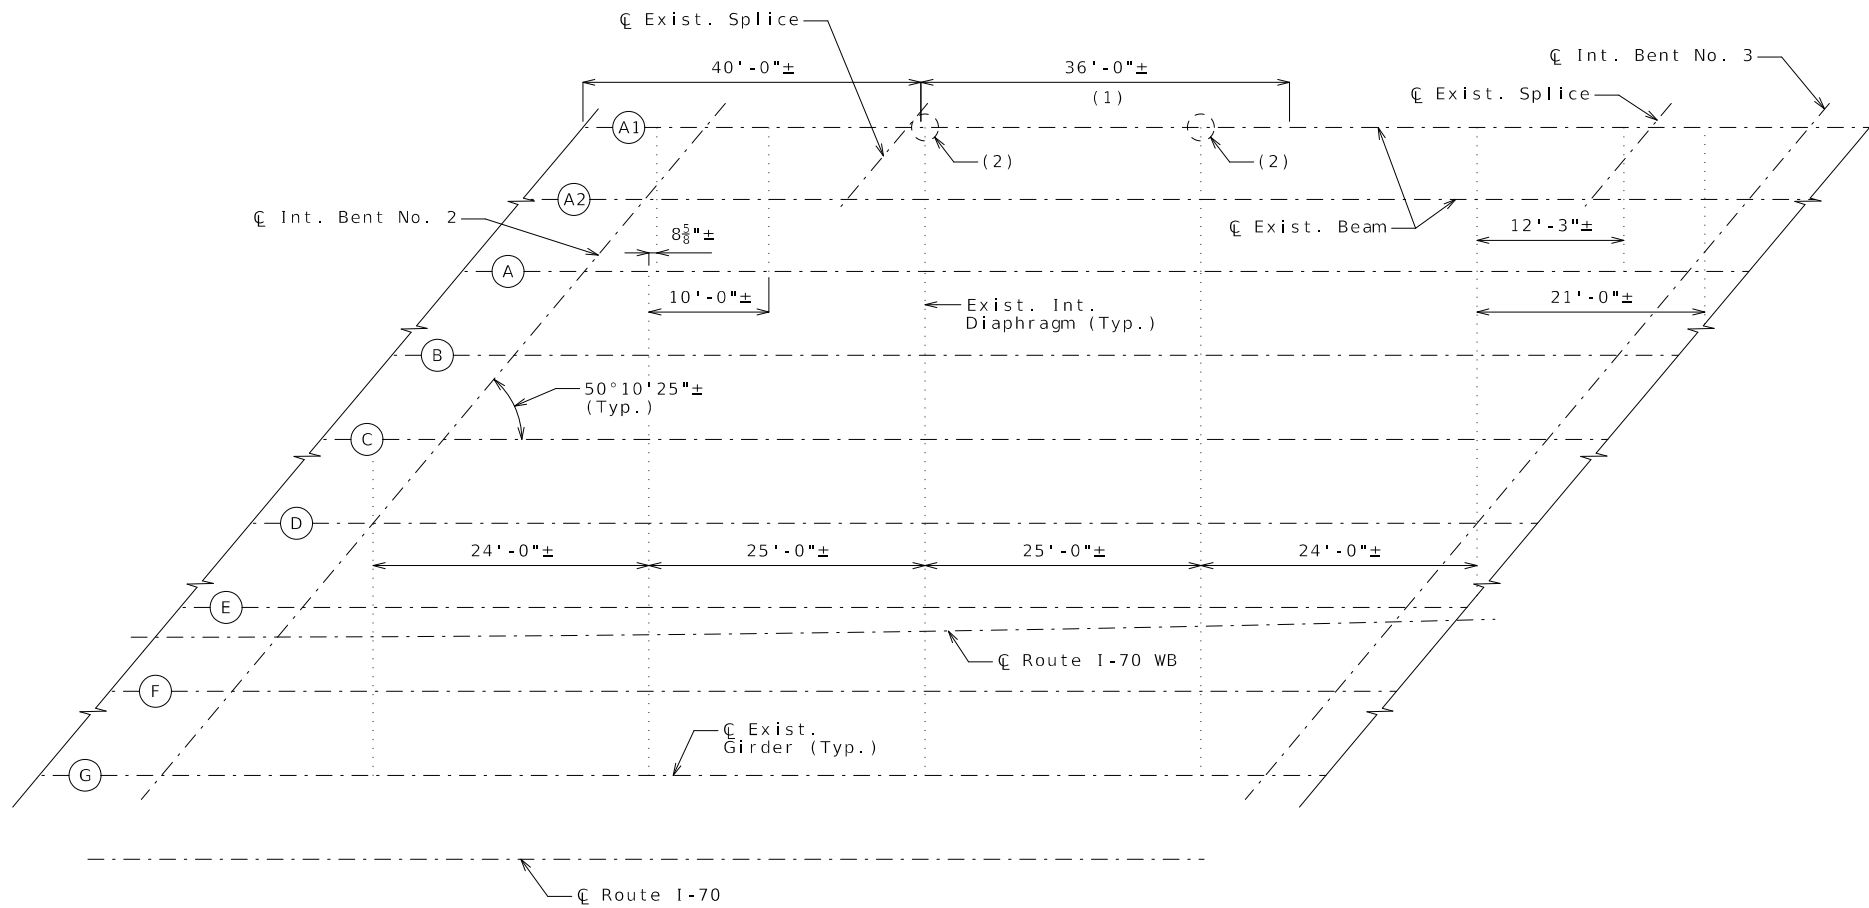 ℄ Exist. Splice
℄ Int. Bent No. 3
40'-0"±
36'-0"±
(1)
℄ Exist. Splice
A1
(2)
(2)
A2
℄ Int. Bent No. 2
8⅝"±
℄ Exist. Beam
12'-3"±
A
10'-0"±
Exist. Int.
Diaphragm (Typ.)
21'-0"±
B
50°10'25"±
(Typ.)
C
D
24'-0"±
25'-0"±
25'-0"±
24'-0"±
E
℄ Route I-70 WB
F
℄ Exist.
Girder (Typ.)
G
℄ Route I-70